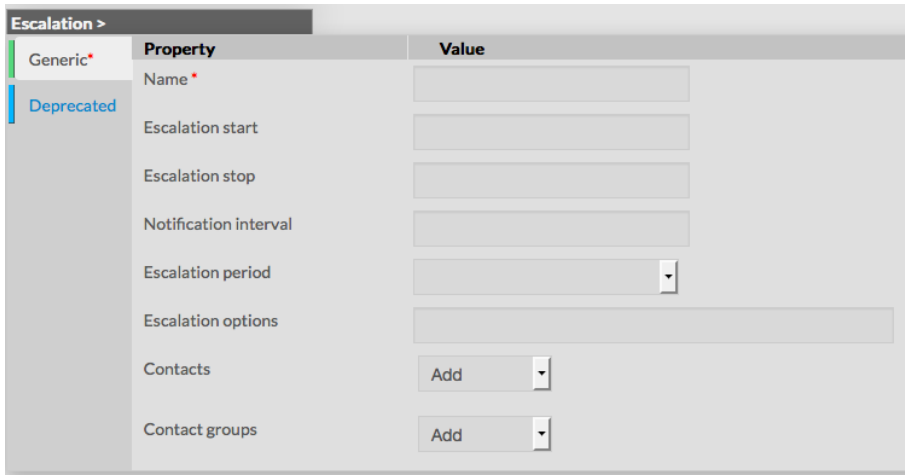 Escalation >
Generic*
Deprecated
Property Value
Name *
Escalation start
Escalation stop
Notification interval
Escalation period
Escalation options
Contacts Add
Contact groups Add